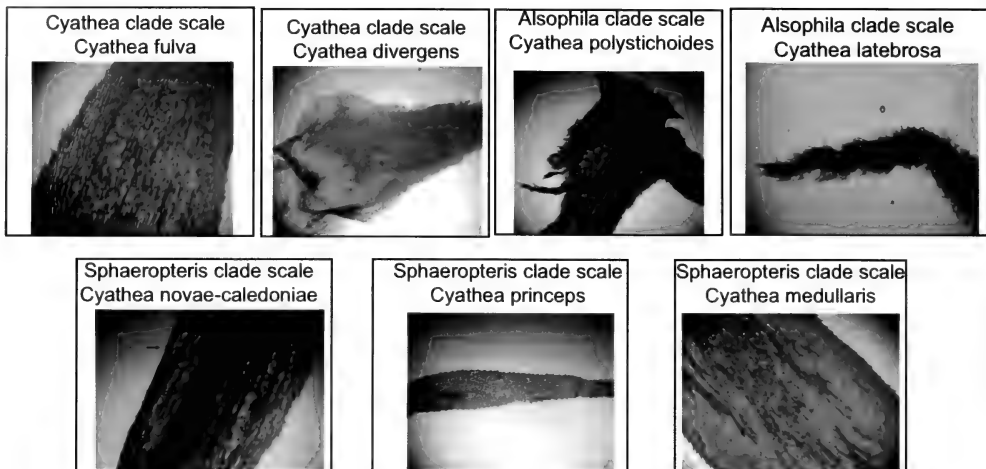 Cyathea clade scale
Cyathea fulva
Cyathea clade scale
Cyathea divergens
Alsophila clade scale
Cyathea polystichoides
Alsophila clade scale
Cyathea latebrosa
Sphaeropteris clade scale
Cyathea novae-caledoniae
Sphaeropteris clade scale
Cyathea princeps
Sphaeropteris clade scale
Cyathea medullaris